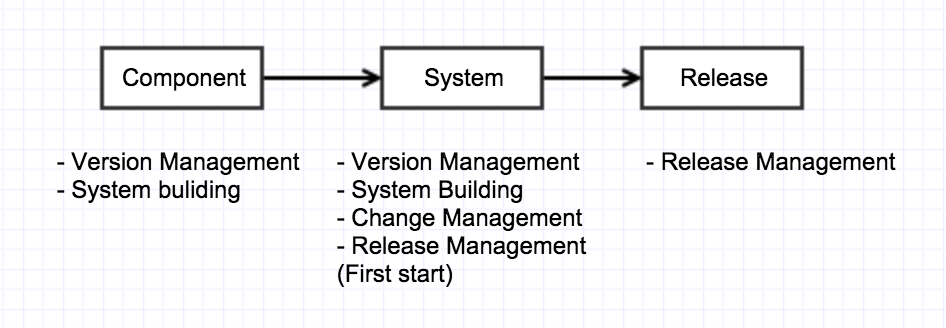 Component
System
Release
- Version Management
- System buliding
- Version Management
- System Building
- Change Management
- Release Management
(First start)
- Release Management